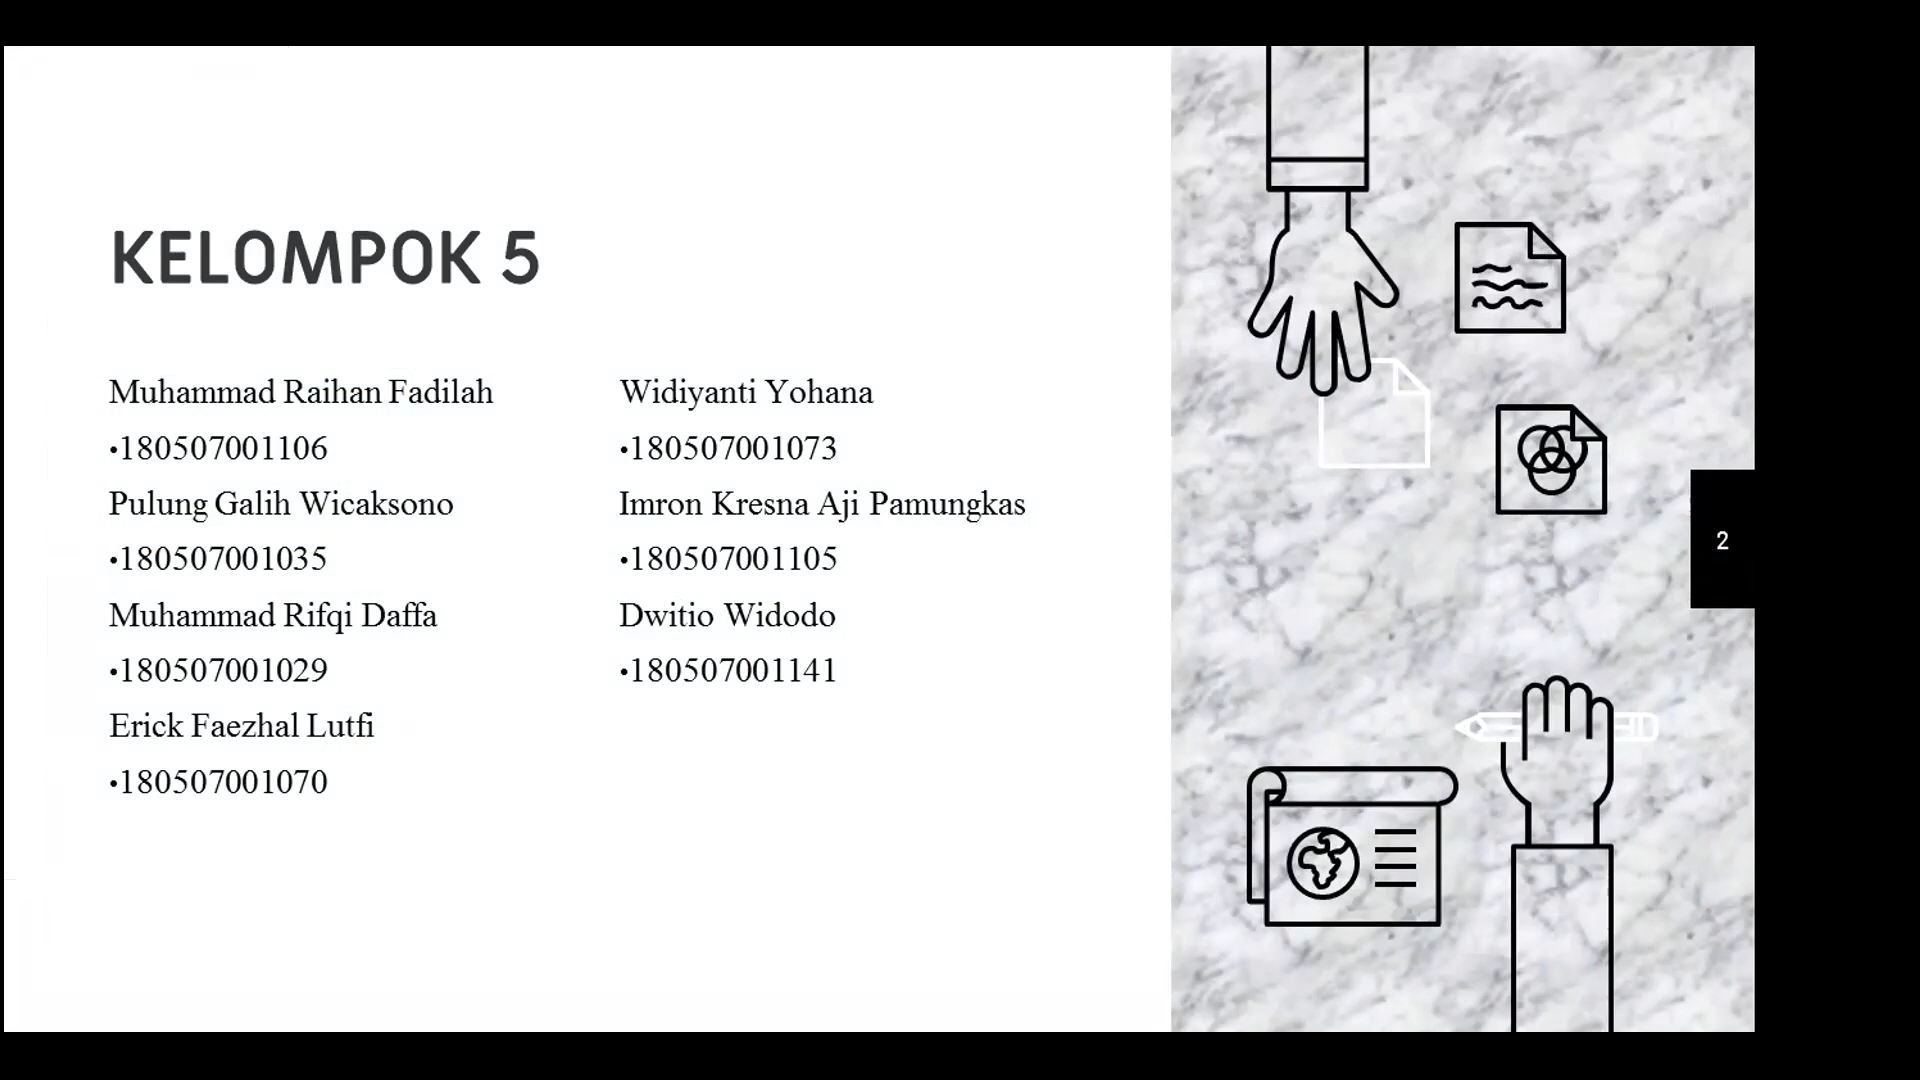 KELOMPOK 5
Muhammad Raihan Fadilah
•180507001106
Pulung Galih Wicaksono
•180507001035
Muhammad Rifqi Daffa
•180507001029
Erick Faezhal Lutfi
•180507001070
Widiyanti Yohana
•180507001073
Imron Kresna Aji Pamungkas
•180507001105
Dwitio Widodo
•180507001141
2